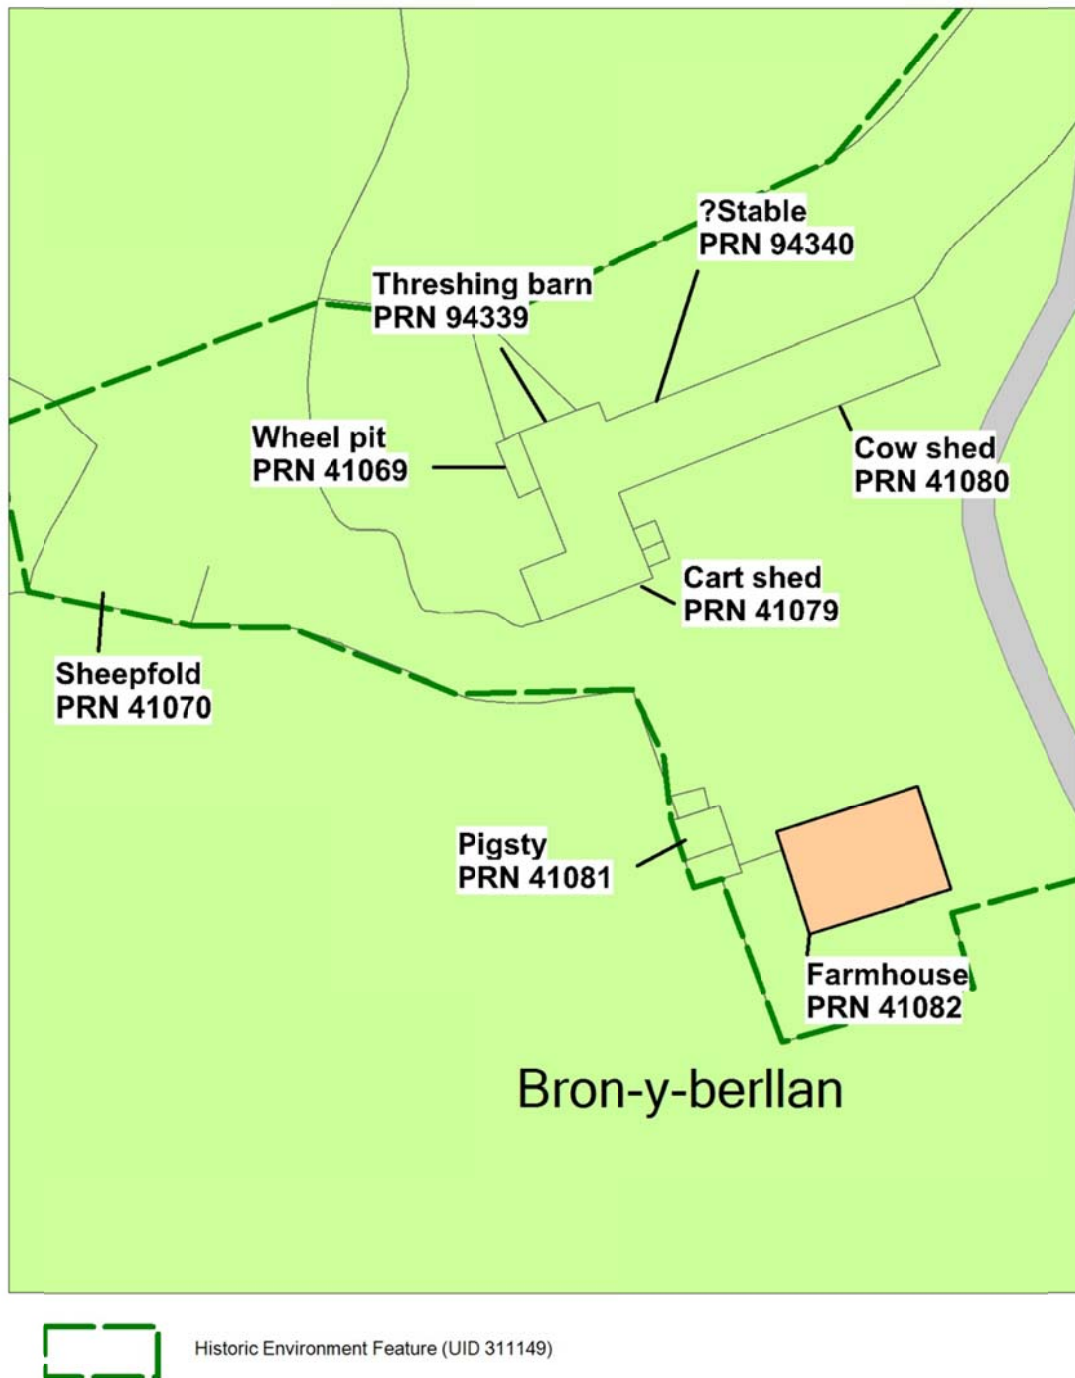 ?Stable
PRN 94340
Threshing barn
PRN 94339
Wheel pit
PRN 41069
Cow shed
PRN 41080
Cart shed
PRN 41079
Sheepfold
PRN 41070
Pigsty
PRN 41081
Farmhouse
PRN 41082
Bron-y-berllan
Historic Environment Feature (UID 311149)